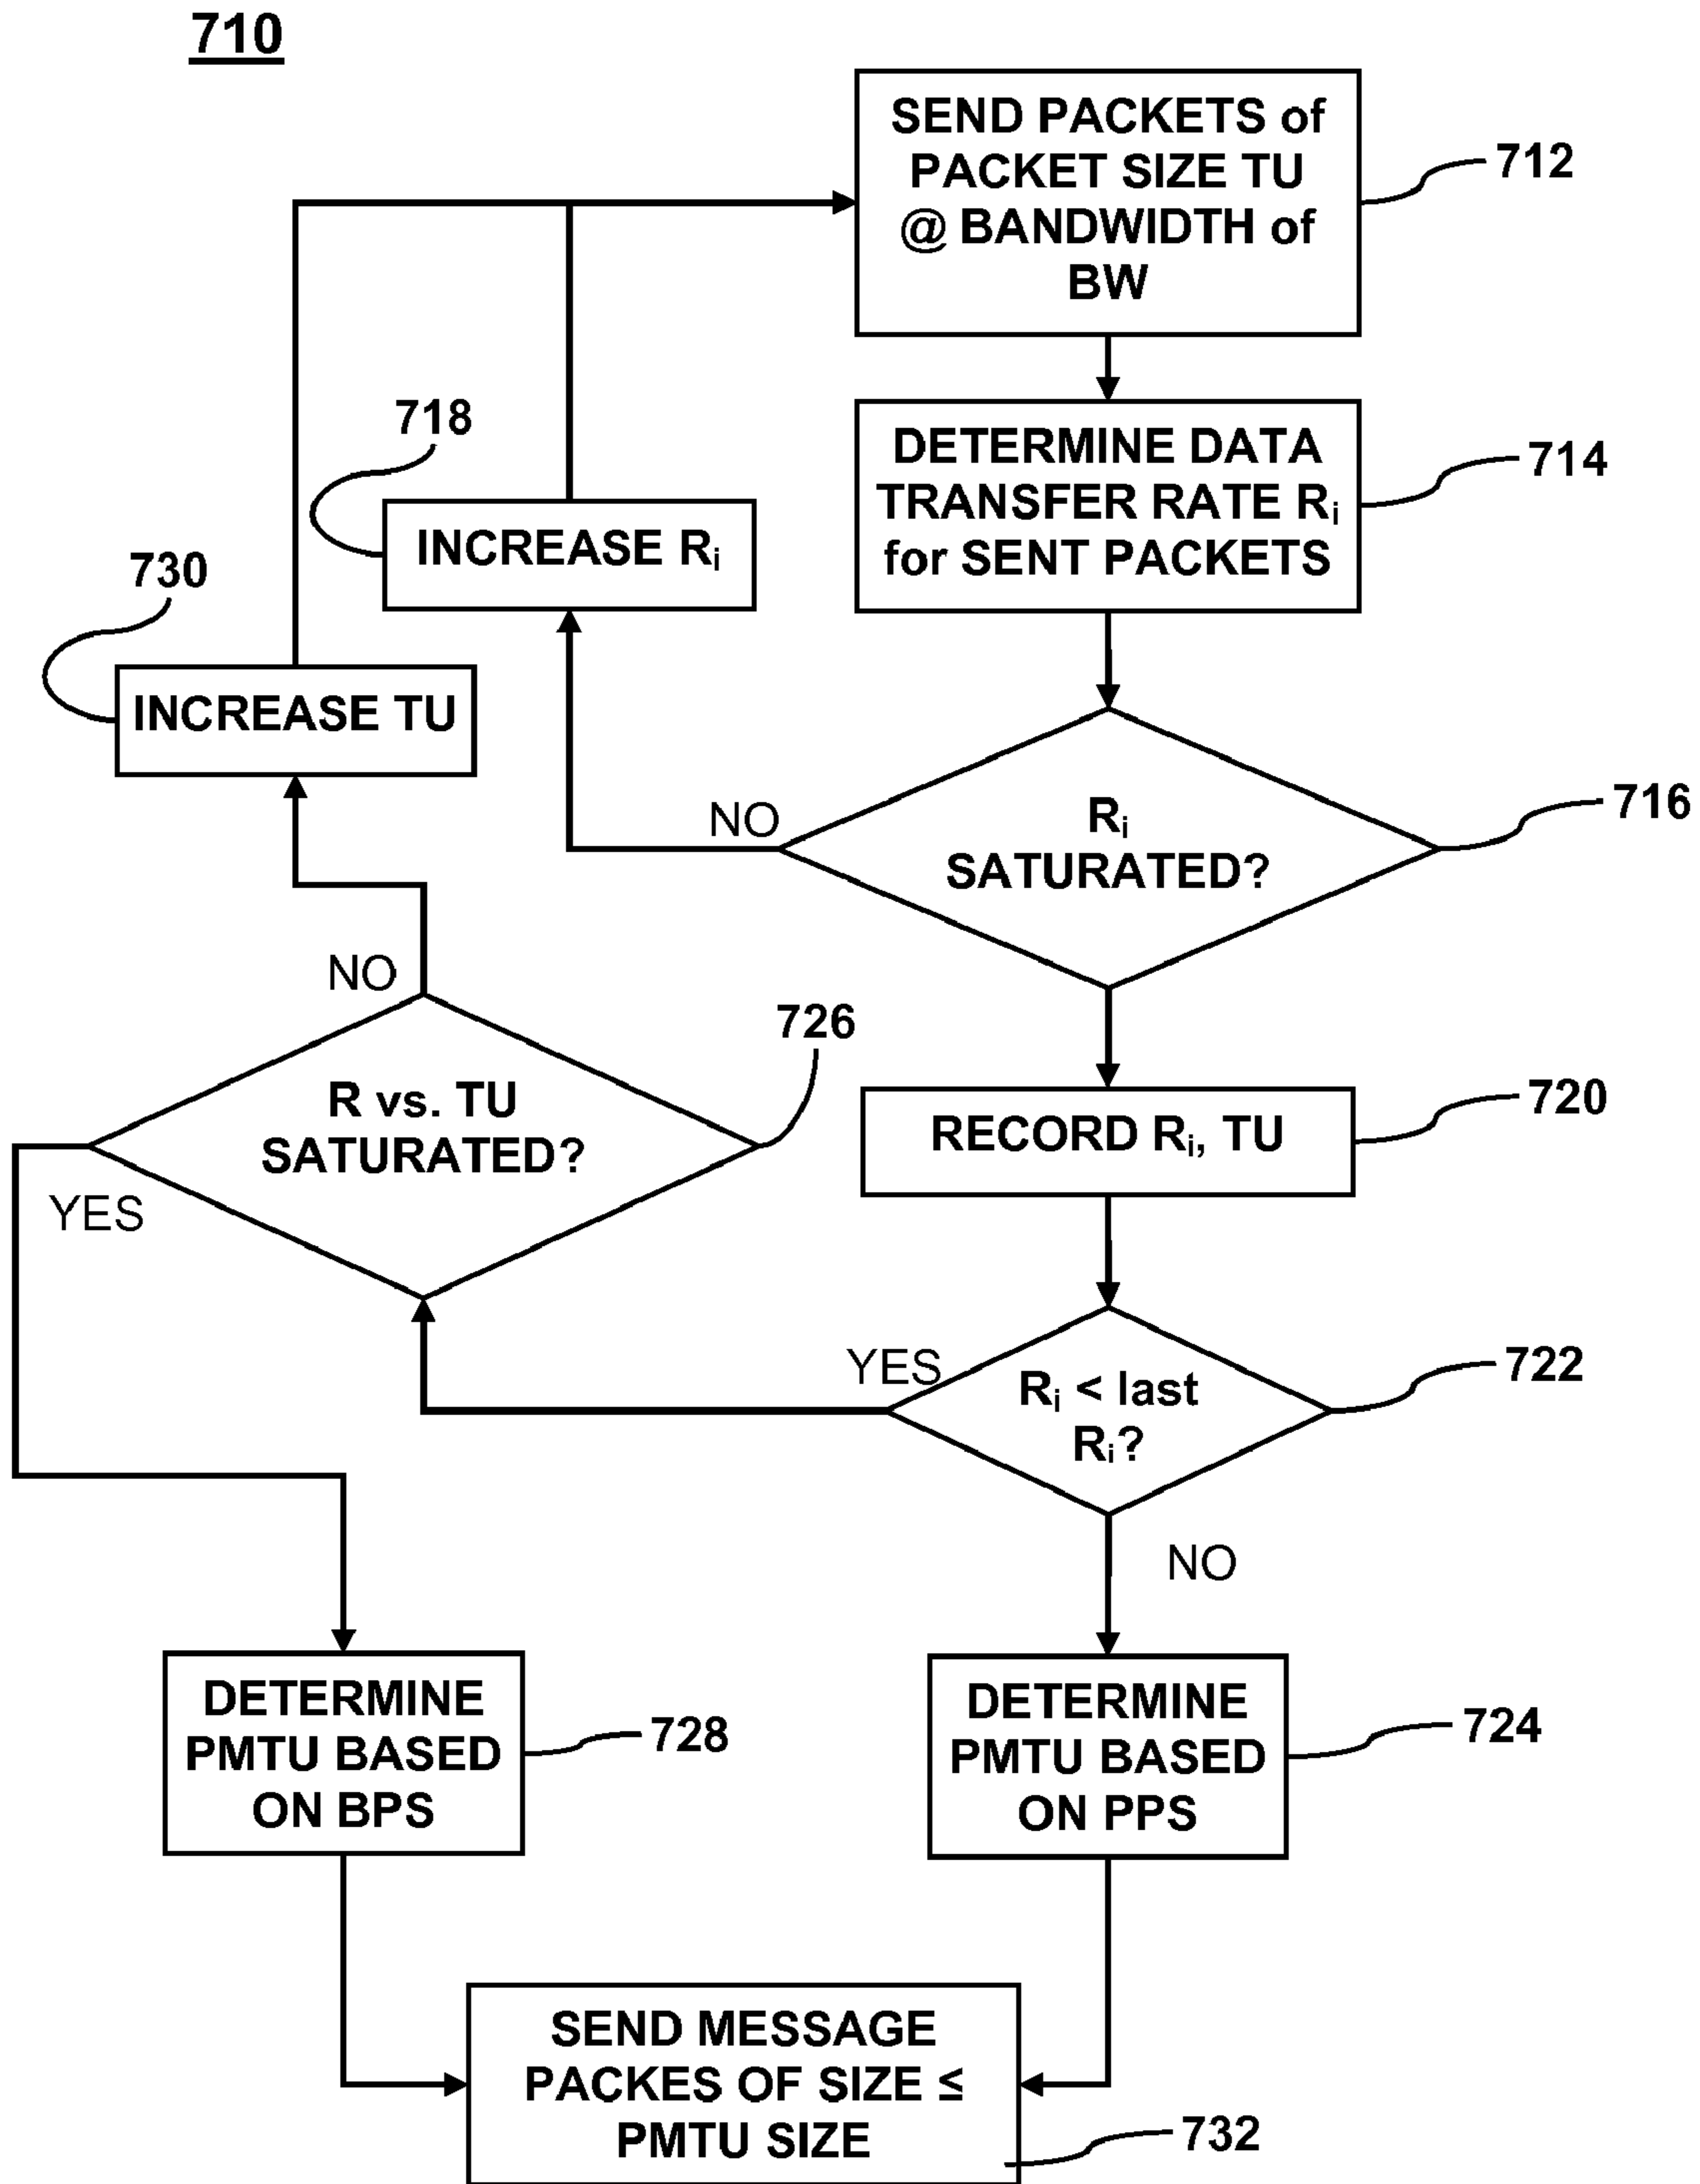 710
SEND PACKETS of
PACKET SIZE TU
@ BANDWIDTH of
BW
712
DETERMINE DATA
TRANSFER RATE Ri
for SENT PACKETS
714
718
INCREASE Ri
730
INCREASE TU
Ri
SATURATED?
716
NO
NO
R vs. TU
SATURATED?
726
YES
RECORD Ri, TU
720
YES
Ri < last
Ri?
722
NO
DETERMINE
PMTU BASED
ON BPS
728
DETERMINE
PMTU BASED
ON PPS
724
SEND MESSAGE
PACKES OF SIZE ≤
PMTU SIZE
732